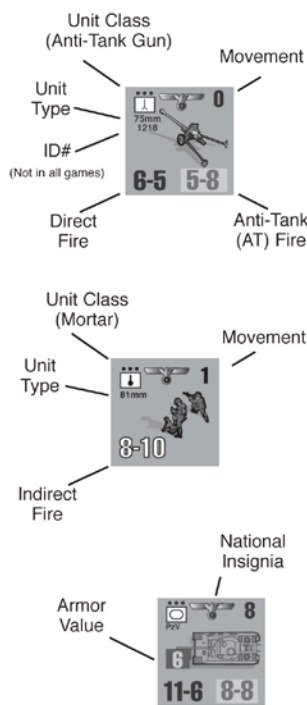 Unit Class
(Anti-Tank Gun)
Movement
Unit
Type
ID#
(Not in all games)
0
75mm
1218
6-5 5-8
Direct
Fire
Anti-Tank
(AT) Fire
Unit Class
(Mortar)
Movement
Unit
Type
1
81mm
8-10
Indirect
Fire
National
Insignia
Armor
Value
8
PzV
6
11-6 8-8